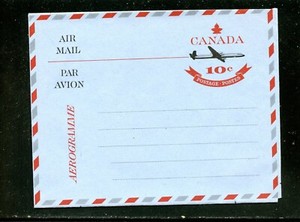 AIR
MAIL
PAR
AVION
AEROGRAMME
CANADA
10¢
POSTAGE·POSTES